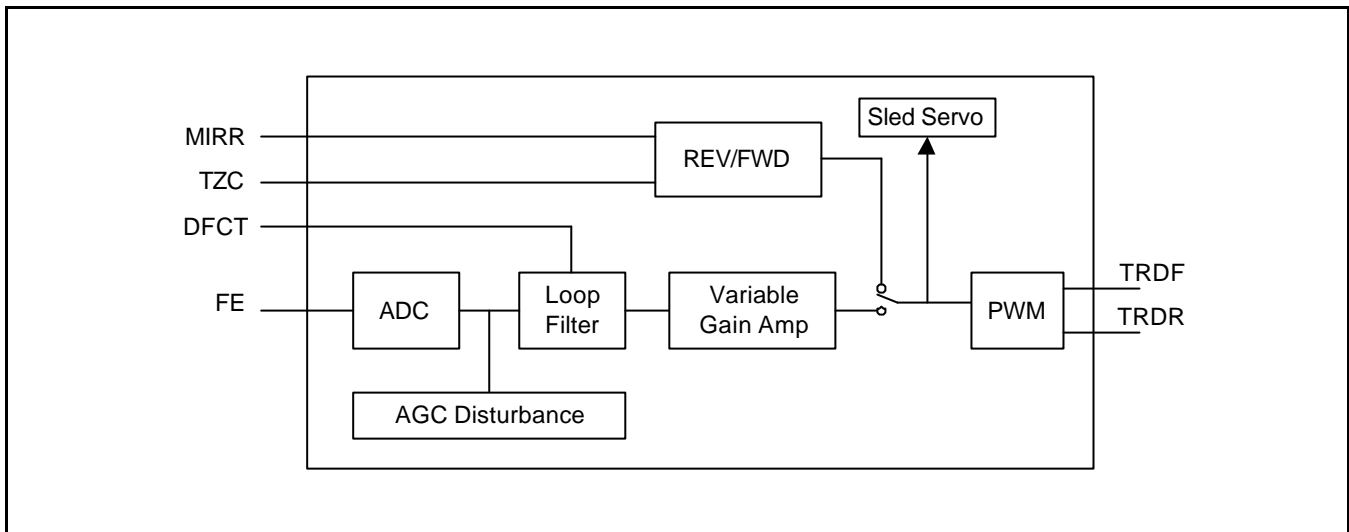 Sled Servo
MIRR
REV/FWD
TZC
DFCT
TRDF
FE
ADC
Loop
Filter
Variable
Gain Amp
PWM
TRDR
AGC Disturbance